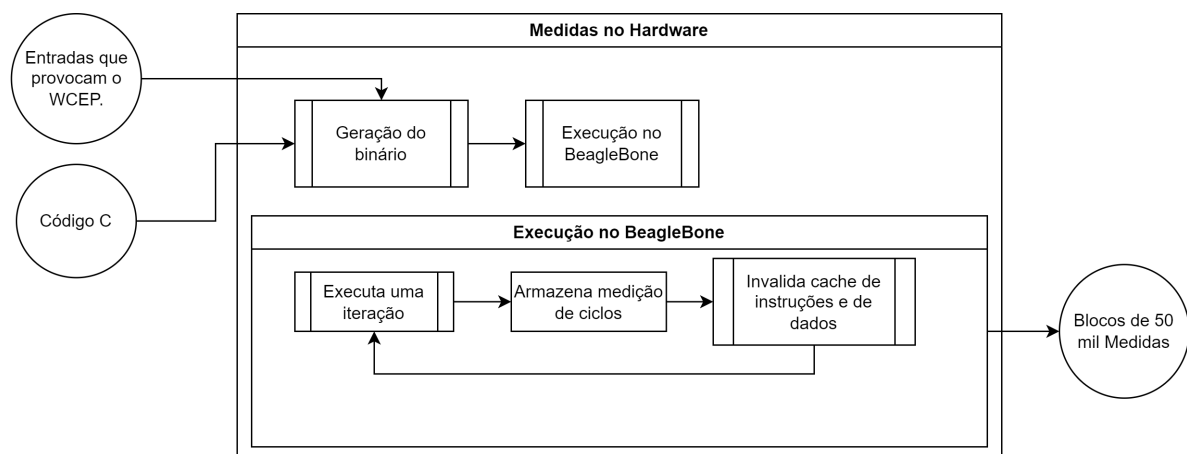 Medidas no Hardware
Entradas que
provocam o
WCEP.
Geração do
binário
Execução no
BeagleBone
Código C
Execução no BeagleBone
Executa uma
iteração
Armazena medição
de ciclos
Invalida cache de
instruções e de
dados
Blocos de 50
mil Medidas